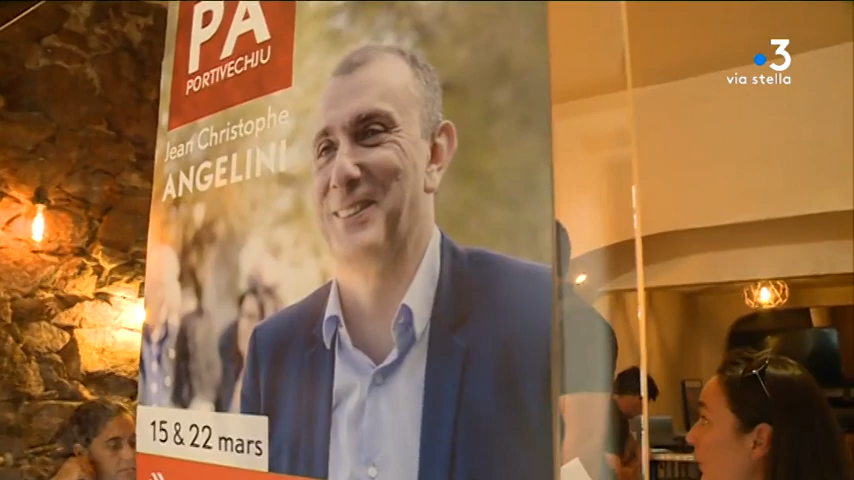 PA
PORTIVECHJU
Jean Christophe
ANGELINI
15 & 22 mars
3
via stella